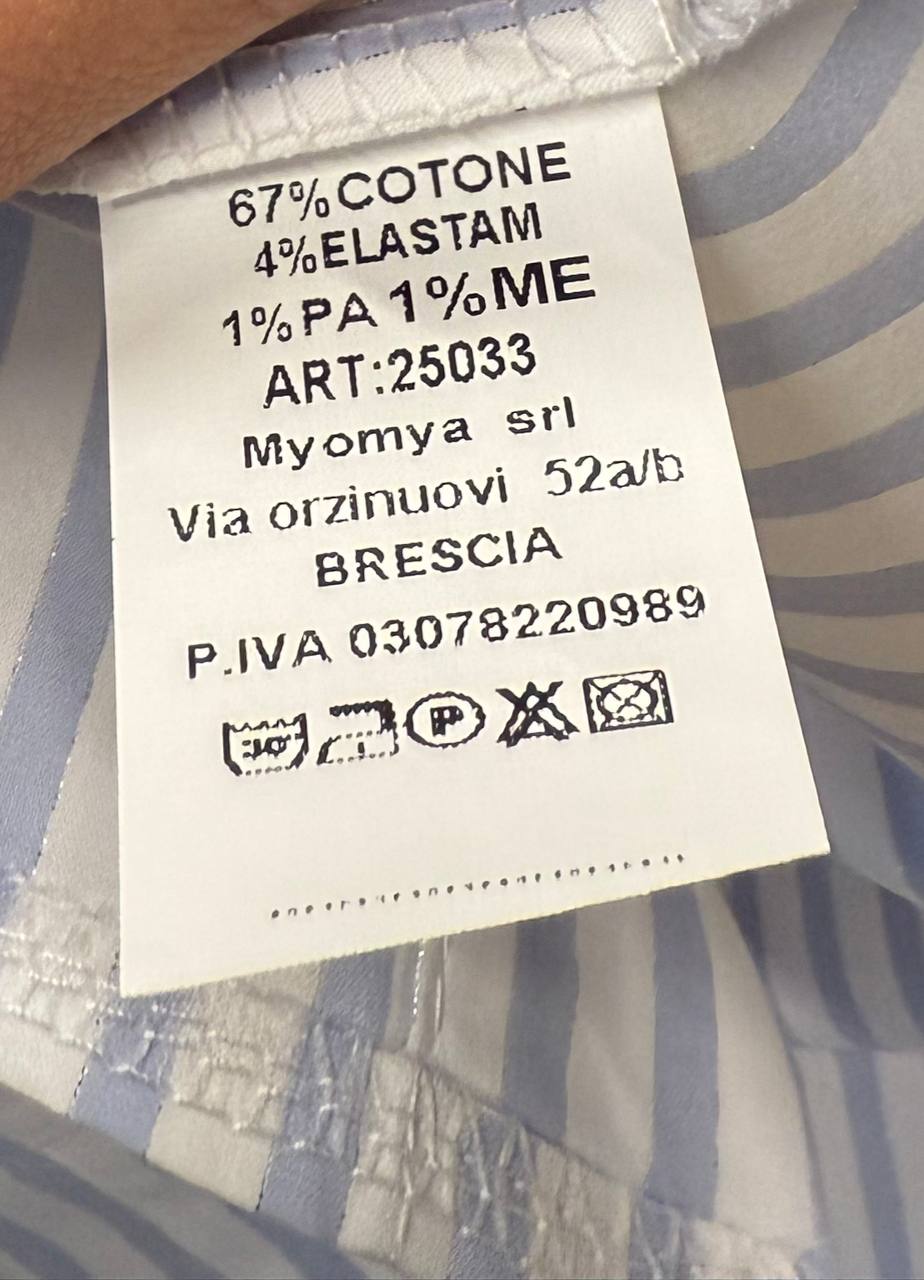 67%COTONE
4%ELASTAM
1%PA 1%ME
ART:25033
Myomya srl
Via orzinuovi 52a/b
BRESCIA
P.IVA 03078220989
P